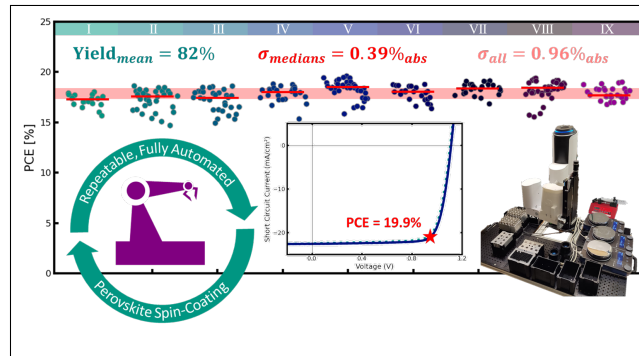 I II III IV V VI VII VIII IX
Yield_mean = 82% σ_medians = 0.39%_abs σ_all = 0.96%_abs
25
20
15
10
5
0
PCE [%]
Repeatable, Fully Automated
Perovskite Spin-Coating
Short Circuit Current (mA/cm²)
0
−10
−20
PCE = 19.9%
0.0 0.4 0.8 1.2
Voltage (V)